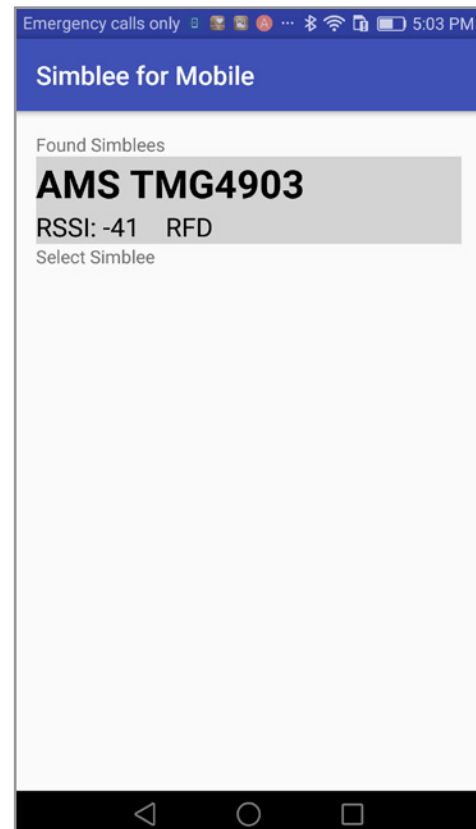 Emergency calls only A ... 5:03 PM
Simblee for Mobile
Found Simblees
AMS TMG4903
RSSI: -41 RFD
Select Simblee